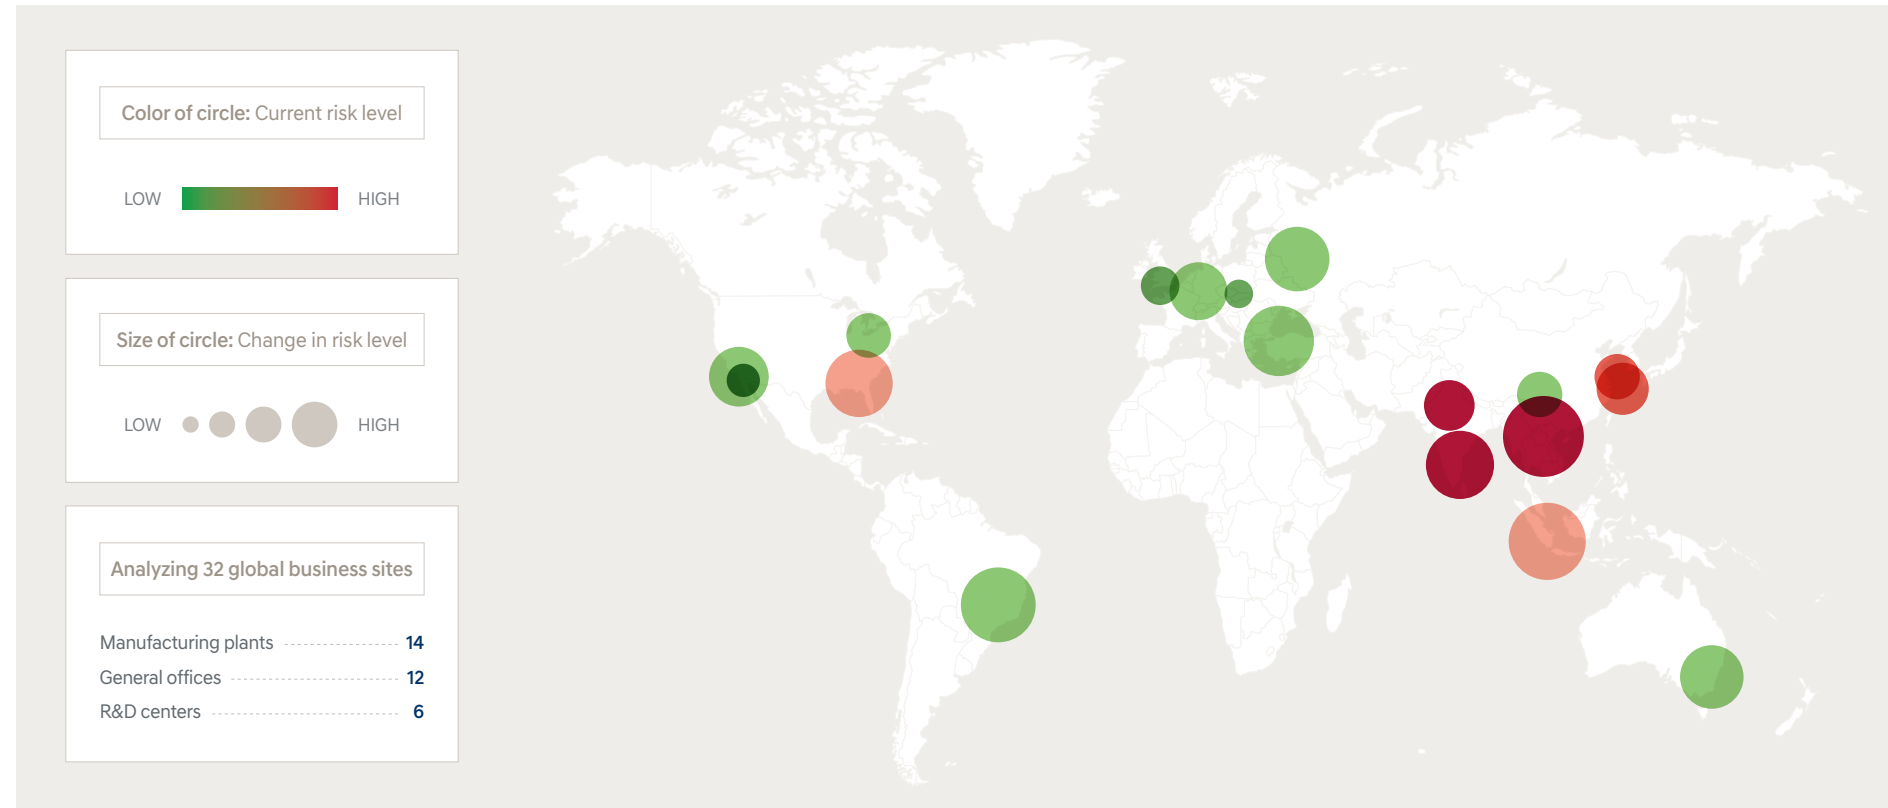 Color of circle: Current risk level
LOW HIGH
Size of circle: Change in risk level
LOW HIGH
Analyzing 32 global business sites
Manufacturing plants 14
General offices 12
R&D centers 6